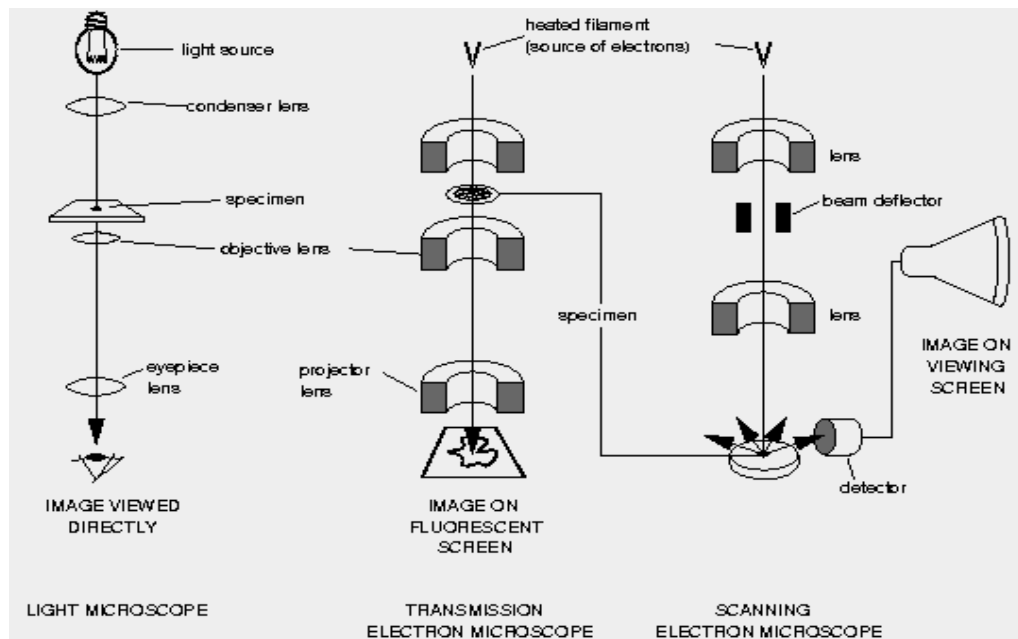 light source
condenser lens
specimen
objective lens
eyepiece
lens
IMAGE VIEWED
DIRECTLY
LIGHT MICROSCOPE
heated filament
(source of electrons)
projector
lens
IMAGE ON
FLUORESCENT
SCREEN
TRANSMISSION
ELECTRON MICROSCOPE
specimen
lens
beam deflector
lens
detector
IMAGE ON
VIEWING
SCREEN
SCANNING
ELECTRON MICROSCOPE